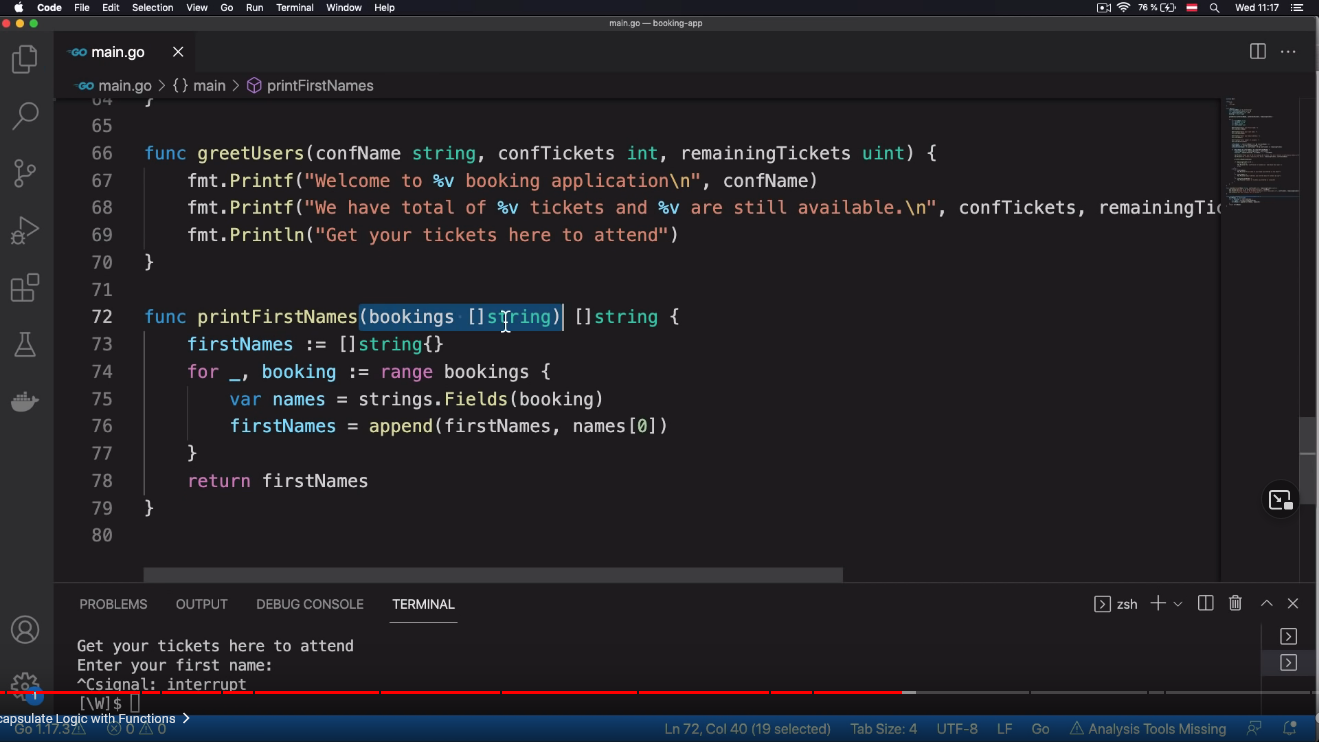 Code File Edit Selection View Go Run Terminal Window Help 76 % Wed 11:17
main.go — booking-app
GO main.go
GO main.go > {} main > printFirstNames
64 }
65
66 func greetUsers(confName string, confTickets int, remainingTickets uint) {
67 fmt.Printf("Welcome to %v booking application\n", confName)
68 fmt.Printf("We have total of %v tickets and %v are still available.\n", confTickets, remainingTic
69 fmt.Println("Get your tickets here to attend")
70 }
71
72 func printFirstNames(bookings []string) []string {
73 firstNames := []string{}
74 for _, booking := range bookings {
75 var names = strings.Fields(booking)
76 firstNames = append(firstNames, names[0])
77 }
78 return firstNames
79 }
80
PROBLEMS OUTPUT DEBUG CONSOLE TERMINAL zsh
Get your tickets here to attend
Enter your first name:
^Csignal: interrupt
[\W]$
1
capsulate Logic with Functions >
Go 1.17.3 0 0 Ln 72, Col 40 (19 selected) Tab Size: 4 UTF-8 LF Go Analysis Tools Missing